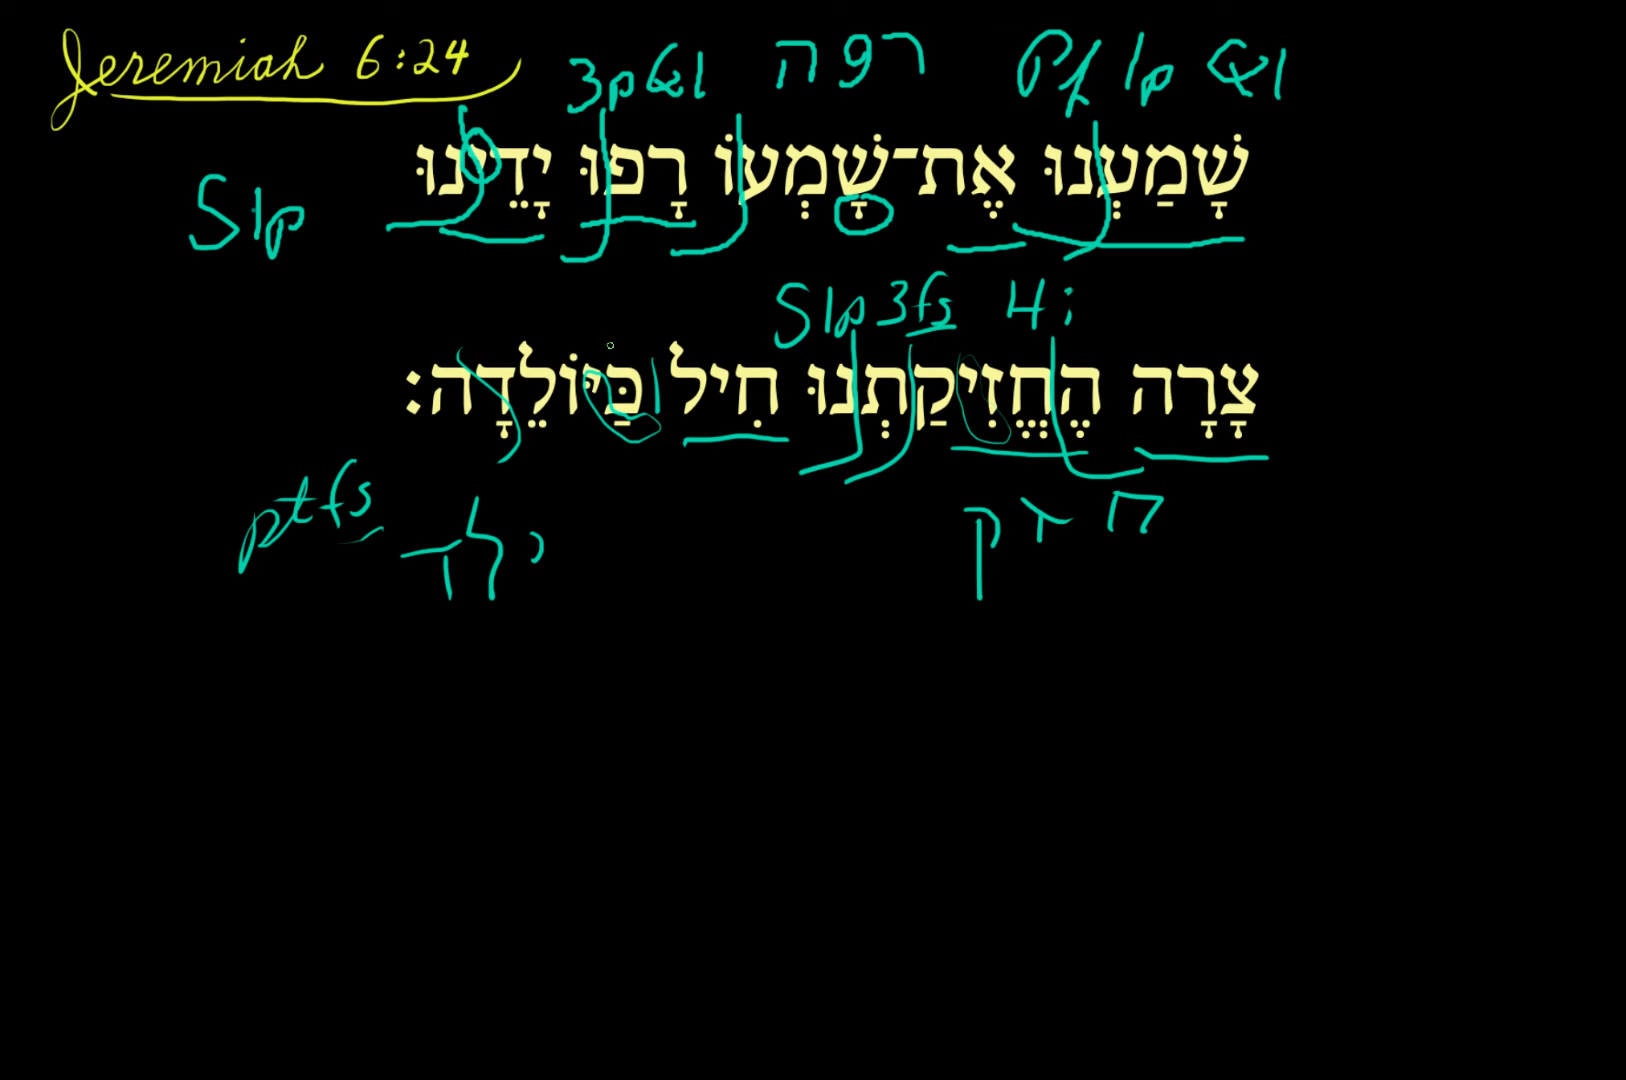 Jeremiah 6:24
3p Qal רפה Pf 1p Qal
שָׁמַעְנוּ אֶת־שָׁמְעוֹ רָפוּ יָדֵינוּ
S1p
S1p 3fs Hi
צָרָה הֶחֱזִיקַתְנוּ חִיל כַּיּוֹלֵדָה׃
ptfs ילד חזק